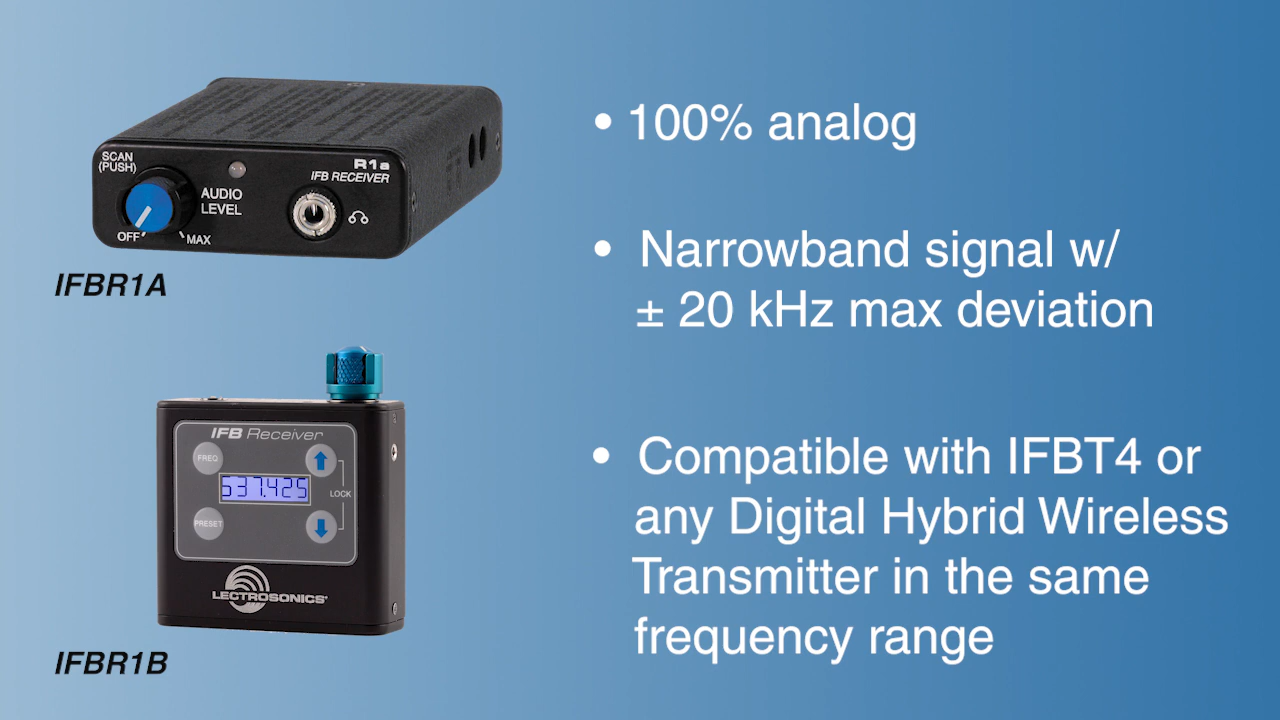 SCAN
(PUSH)
R1a
IFB RECEIVER
AUDIO
LEVEL
OFF
MAX
IFBR1A
IFB Receiver
FREQ
637.425
LOCK
PRESET
LECTROSONICS®
IFBR1B
• 100% analog
• Narrowband signal w/
± 20 kHz max deviation
• Compatible with IFBT4 or
any Digital Hybrid Wireless
Transmitter in the same
frequency range